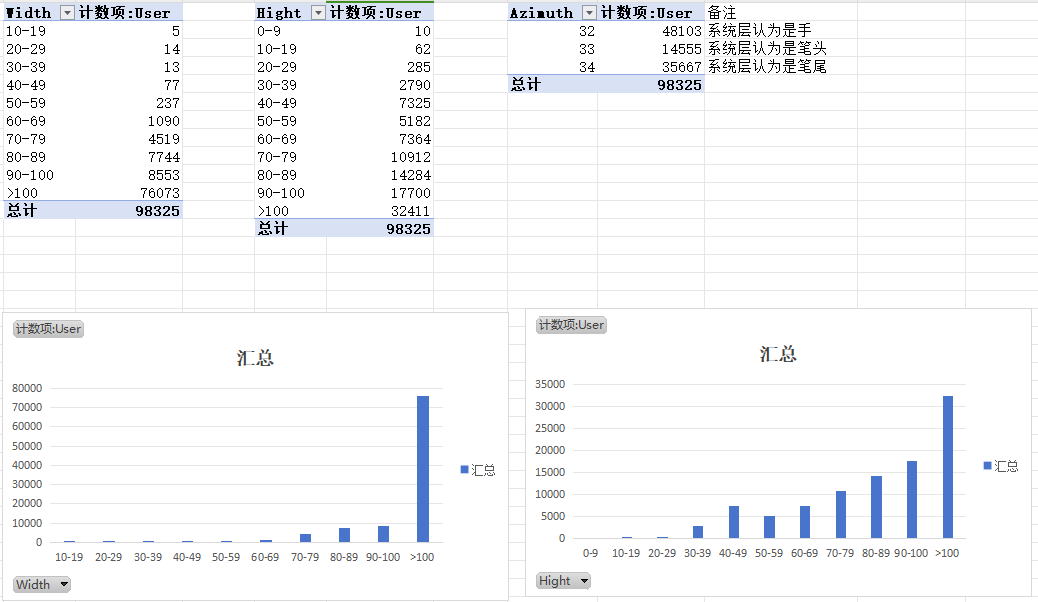 Width 计数项:User
10-19 5
20-29 14
30-39 13
40-49 77
50-59 237
60-69 1090
70-79 4519
80-89 7744
90-100 8553
>100 76073
总计 98325
Hight 计数项:User
0-9 10
10-19 62
20-29 285
30-39 2790
40-49 7325
50-59 5182
60-69 7364
70-79 10912
80-89 14284
90-100 17700
>100 32411
总计 98325
Azimuth 计数项:User 备注
32 48103 系统层认为是手
33 14555 系统层认为是笔头
34 35667 系统层认为是笔尾
总计 98325
计数项:User
汇总
80000
70000
60000
50000
40000
30000
20000
10000
0
10-19 20-29 30-39 40-49 50-59 60-69 70-79 80-89 90-100 >100
汇总
Width
计数项:User
汇总
35000
30000
25000
20000
15000
10000
5000
0
0-9 10-19 20-29 30-39 40-49 50-59 60-69 70-79 80-89 90-100 >100
汇总
Hight